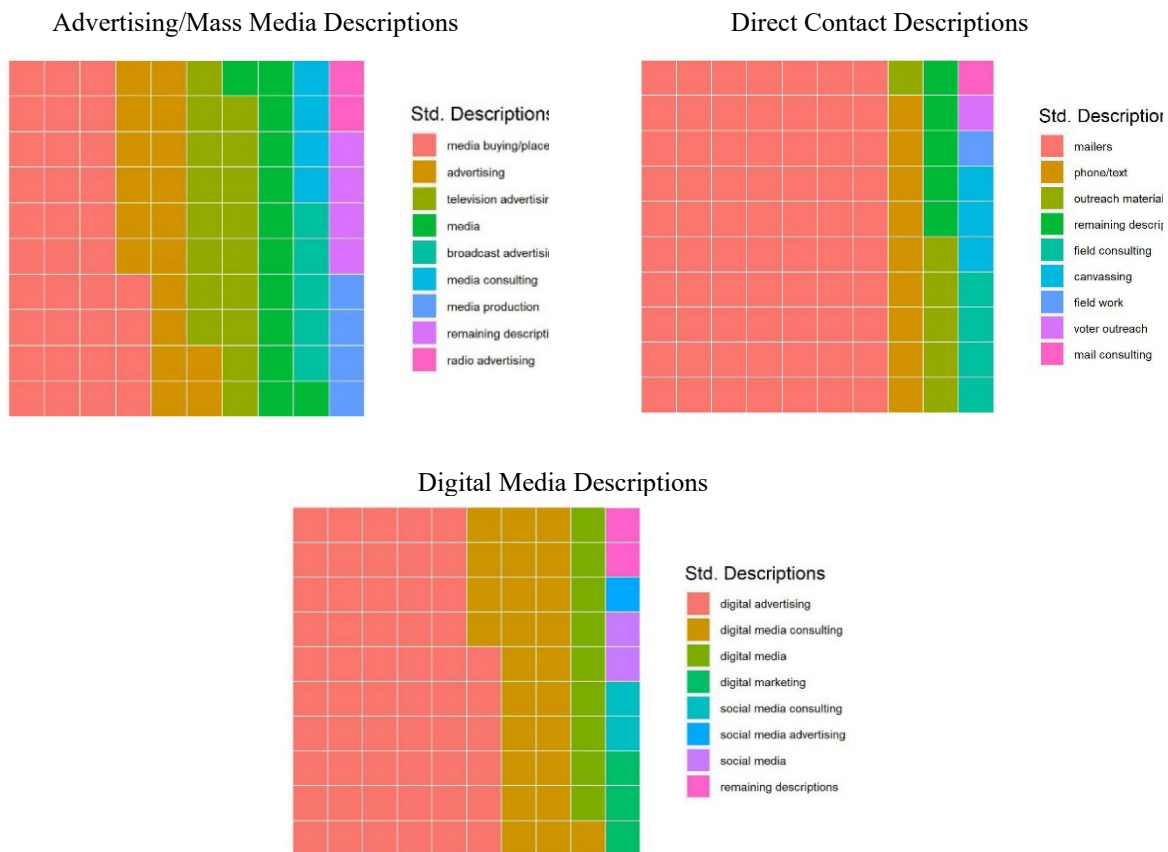 Advertising/Mass Media Descriptions
Direct Contact Descriptions
Std. Descriptions
media buying/place
advertising
television advertisin
media
broadcast advertisi
media consulting
media production
remaining descripti
radio advertising
Std. Description
mailers
phone/text
outreach material
remaining descrip
field consulting
canvassing
field work
voter outreach
mail consulting
Digital Media Descriptions
Std. Descriptions
digital advertising
digital media consulting
digital media
digital marketing
social media consulting
social media advertising
social media
remaining descriptions